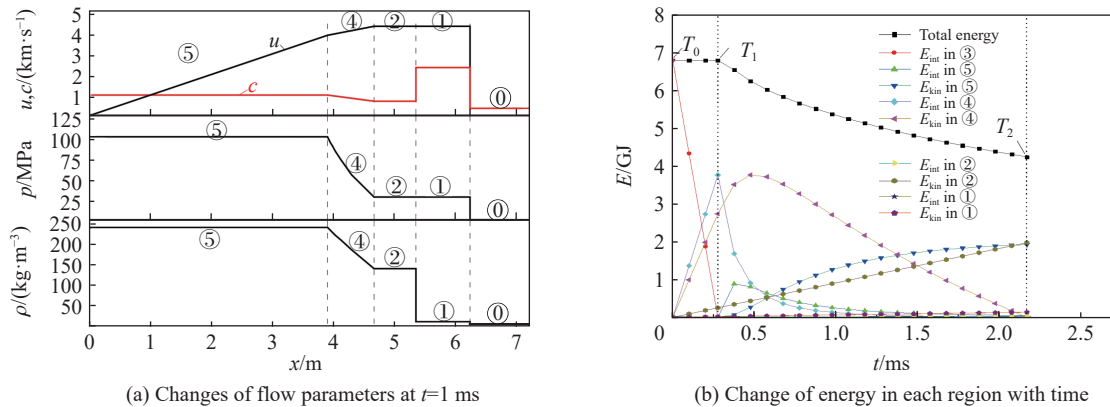 u,c/(km·s⁻¹)
5
4
3
2
1
⑤
u
c
④
②
①
⓪
p/MPa
125
100
75
50
25
0
⑤
④
②
①
⓪
ρ/(kg·m⁻³)
250
200
150
100
50
⑤
④
②
①
⓪
0
1
2
3
4
5
6
7
x/m
(a) Changes of flow parameters at t=1 ms
E/GJ
8
7
6
5
4
3
2
1
0
T₀
T₁
T₂
Total energy
E_int in ③
E_int in ⑤
E_kin in ⑤
E_int in ④
E_kin in ④
E_int in ②
E_kin in ②
E_int in ①
E_kin in ①
0
0.5
1.0
1.5
2.0
2.5
t/ms
(b) Change of energy in each region with time